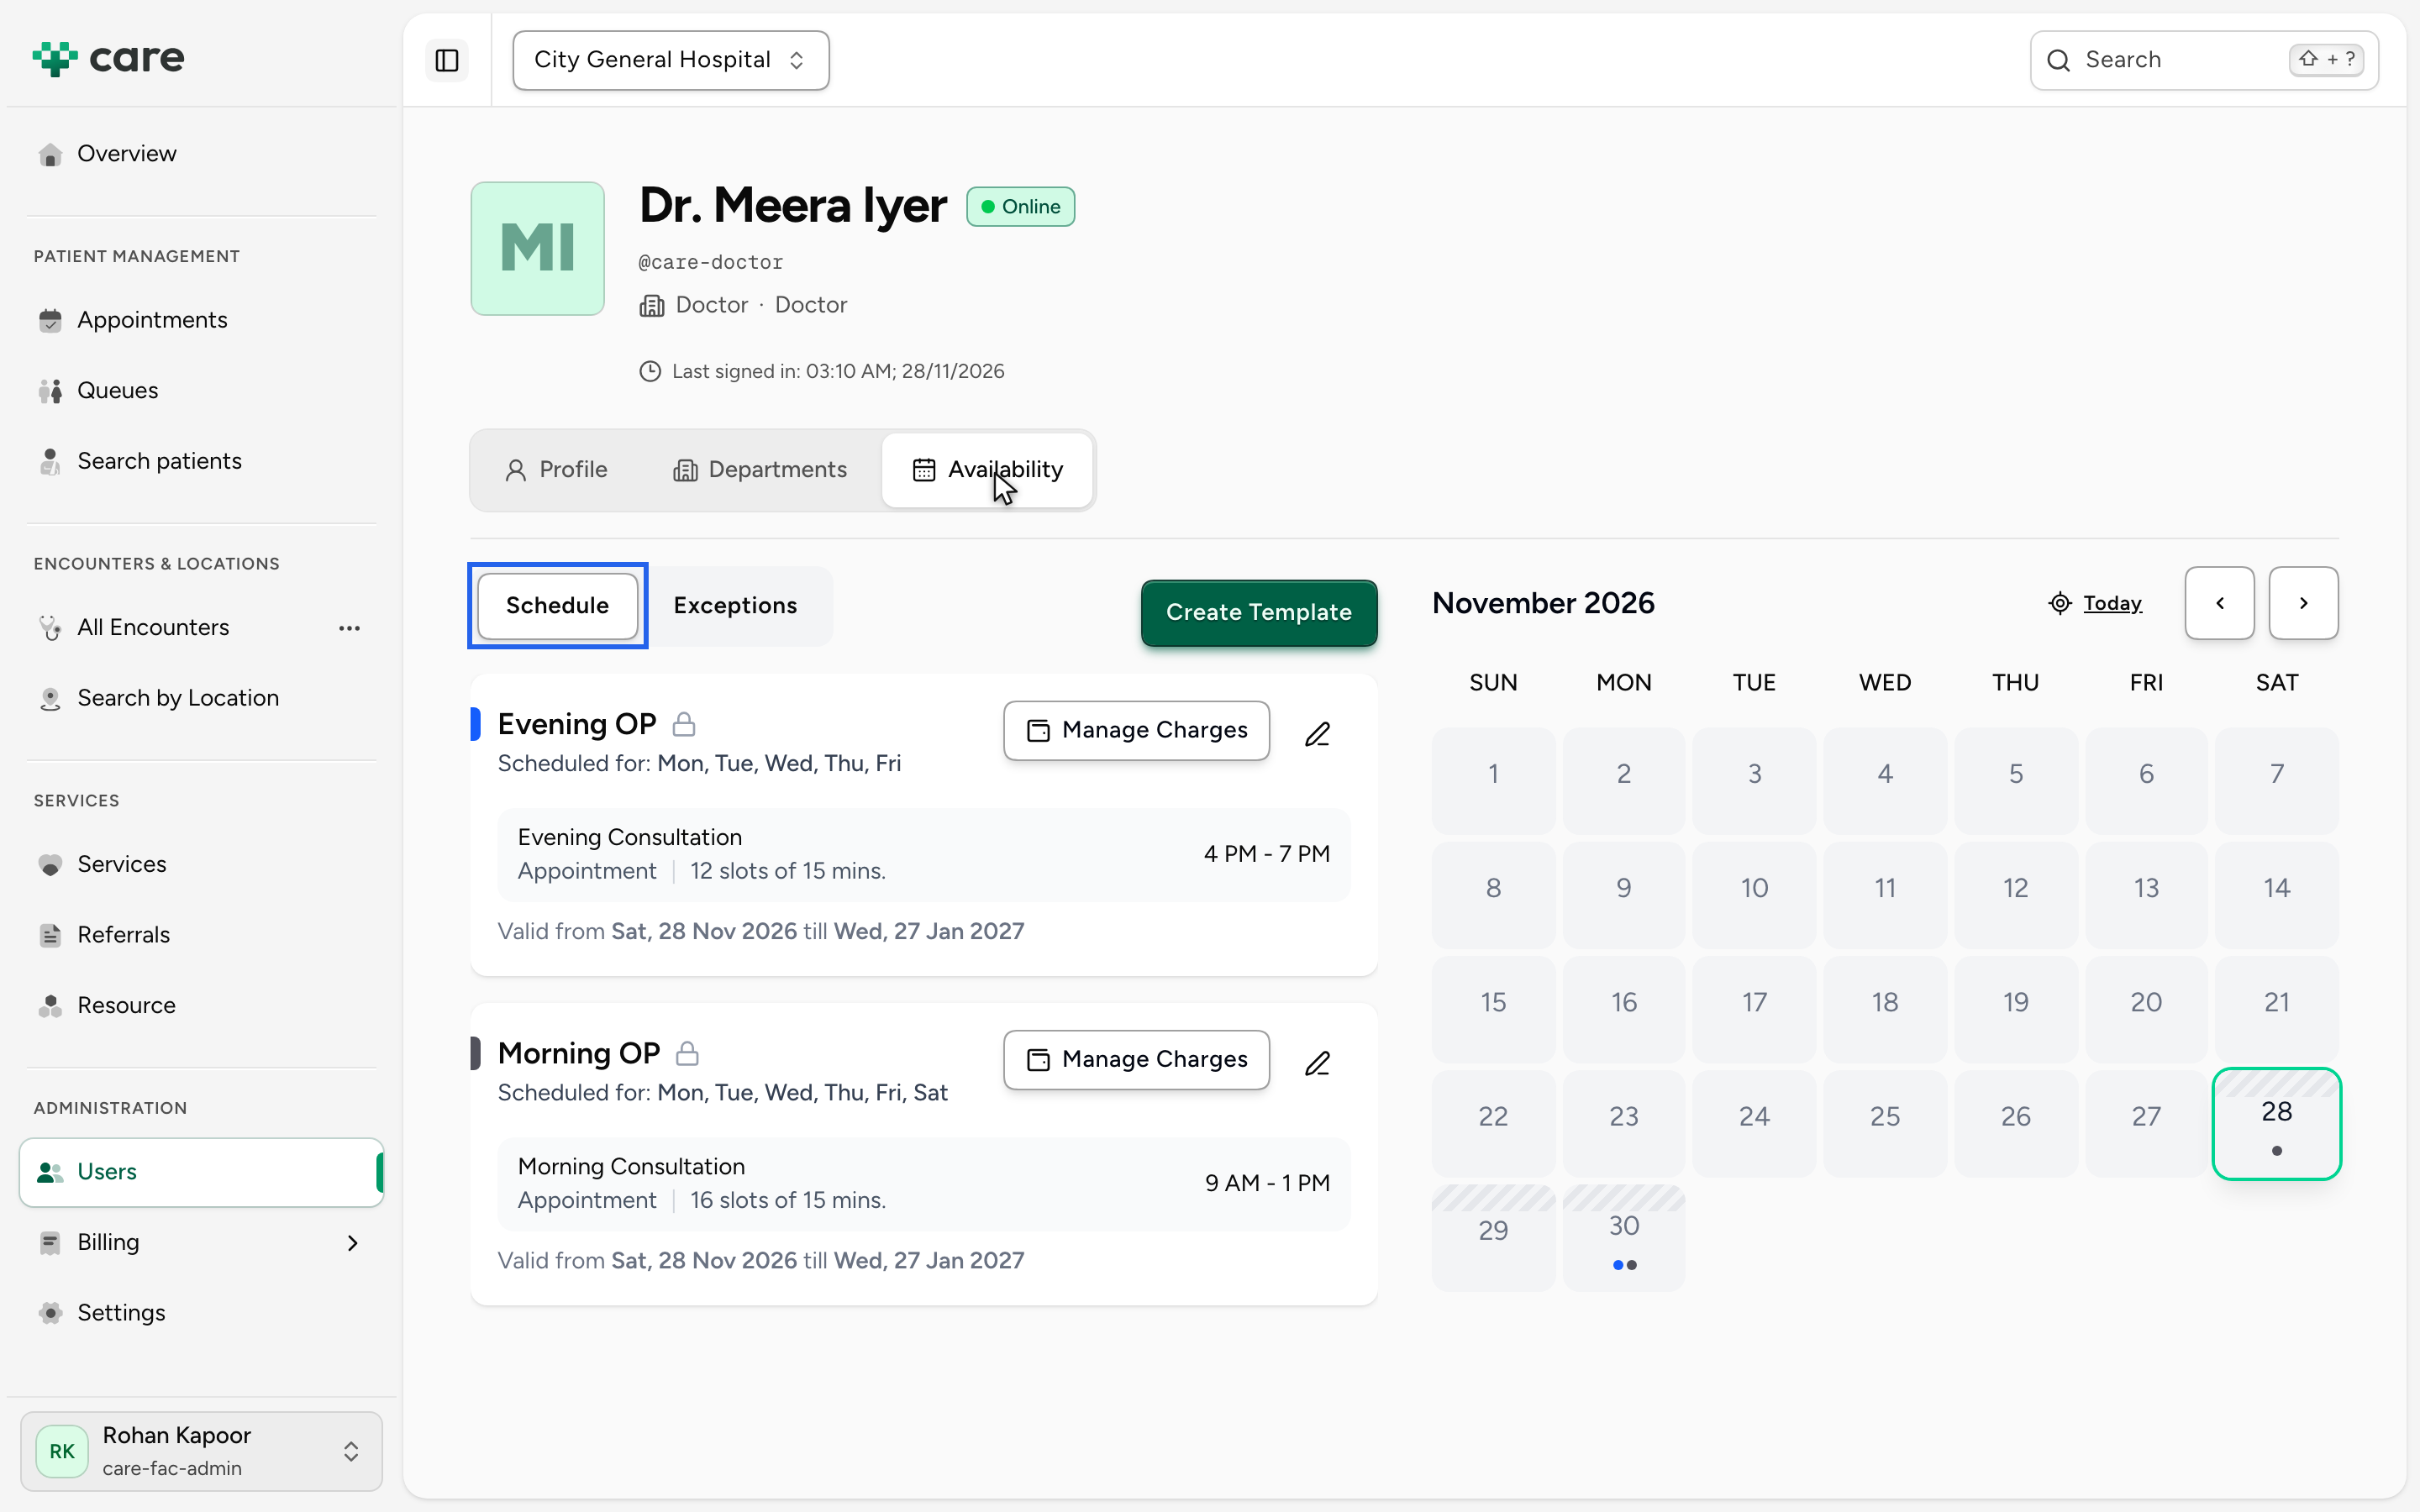 care
City General Hospital
Search
⇧ + ?
Overview
PATIENT MANAGEMENT
Appointments
Queues
Search patients
ENCOUNTERS & LOCATIONS
All Encounters
Search by Location
SERVICES
Services
Referrals
Resource
ADMINISTRATION
Users
Billing
Settings
RK
Rohan Kapoor
care-fac-admin
MI
Dr. Meera Iyer
Online
@care-doctor
Doctor · Doctor
Last signed in: 03:10 AM; 28/11/2026
Profile
Departments
Availability
Schedule
Exceptions
Create Template
Evening OP
Manage Charges
Scheduled for: Mon, Tue, Wed, Thu, Fri
Evening Consultation
Appointment | 12 slots of 15 mins.
4 PM - 7 PM
Valid from Sat, 28 Nov 2026 till Wed, 27 Jan 2027
Morning OP
Manage Charges
Scheduled for: Mon, Tue, Wed, Thu, Fri, Sat
Morning Consultation
Appointment | 16 slots of 15 mins.
9 AM - 1 PM
Valid from Sat, 28 Nov 2026 till Wed, 27 Jan 2027
November 2026
Today
SUN MON TUE WED THU FRI SAT
1 2 3 4 5 6 7
8 9 10 11 12 13 14
15 16 17 18 19 20 21
22 23 24 25 26 27 28
29 30